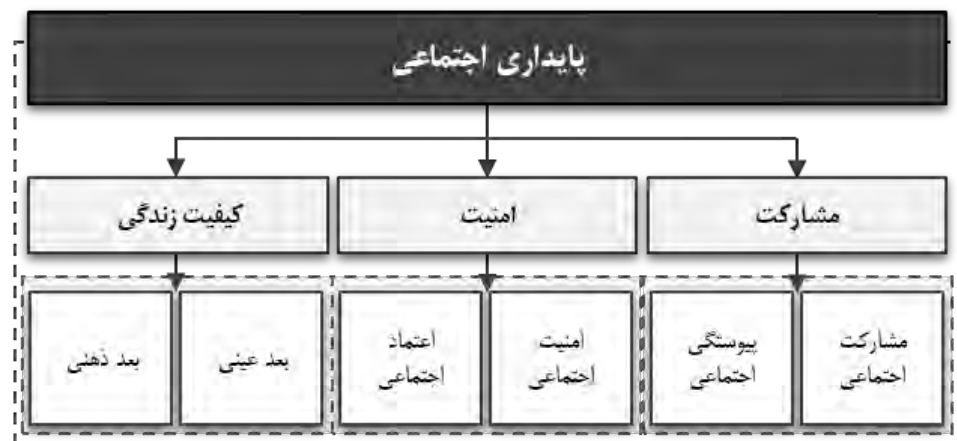 پایداری اجتماعی
مشارکت
امنیت
کیفیت زندگی
مشارکت
اجتماعی
پیوستگی
اجتماعی
امنیت
اجتماعی
اعتماد
اجتماعی
بعد عینی
بعد ذهنی